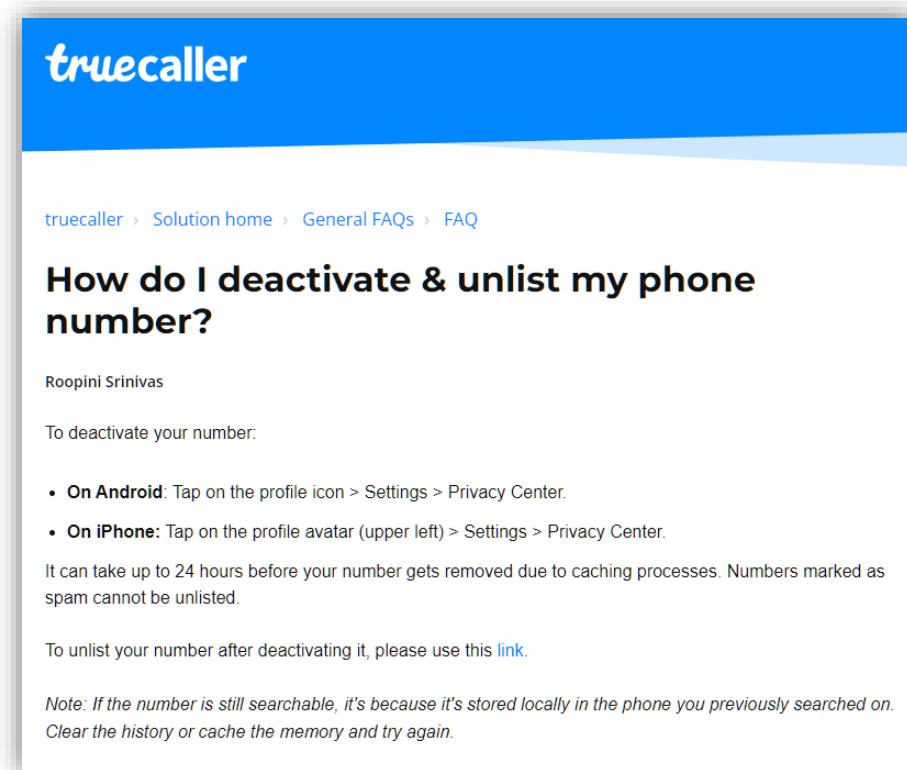 truecaller
truecaller › Solution home › General FAQs › FAQ
How do I deactivate & unlist my phone
number?
Roopini Srinivas
To deactivate your number:
• On Android: Tap on the profile icon > Settings > Privacy Center.
• On iPhone: Tap on the profile avatar (upper left) > Settings > Privacy Center.
It can take up to 24 hours before your number gets removed due to caching processes. Numbers marked as
spam cannot be unlisted.
To unlist your number after deactivating it, please use this link.
Note: If the number is still searchable, it's because it's stored locally in the phone you previously searched on.
Clear the history or cache the memory and try again.